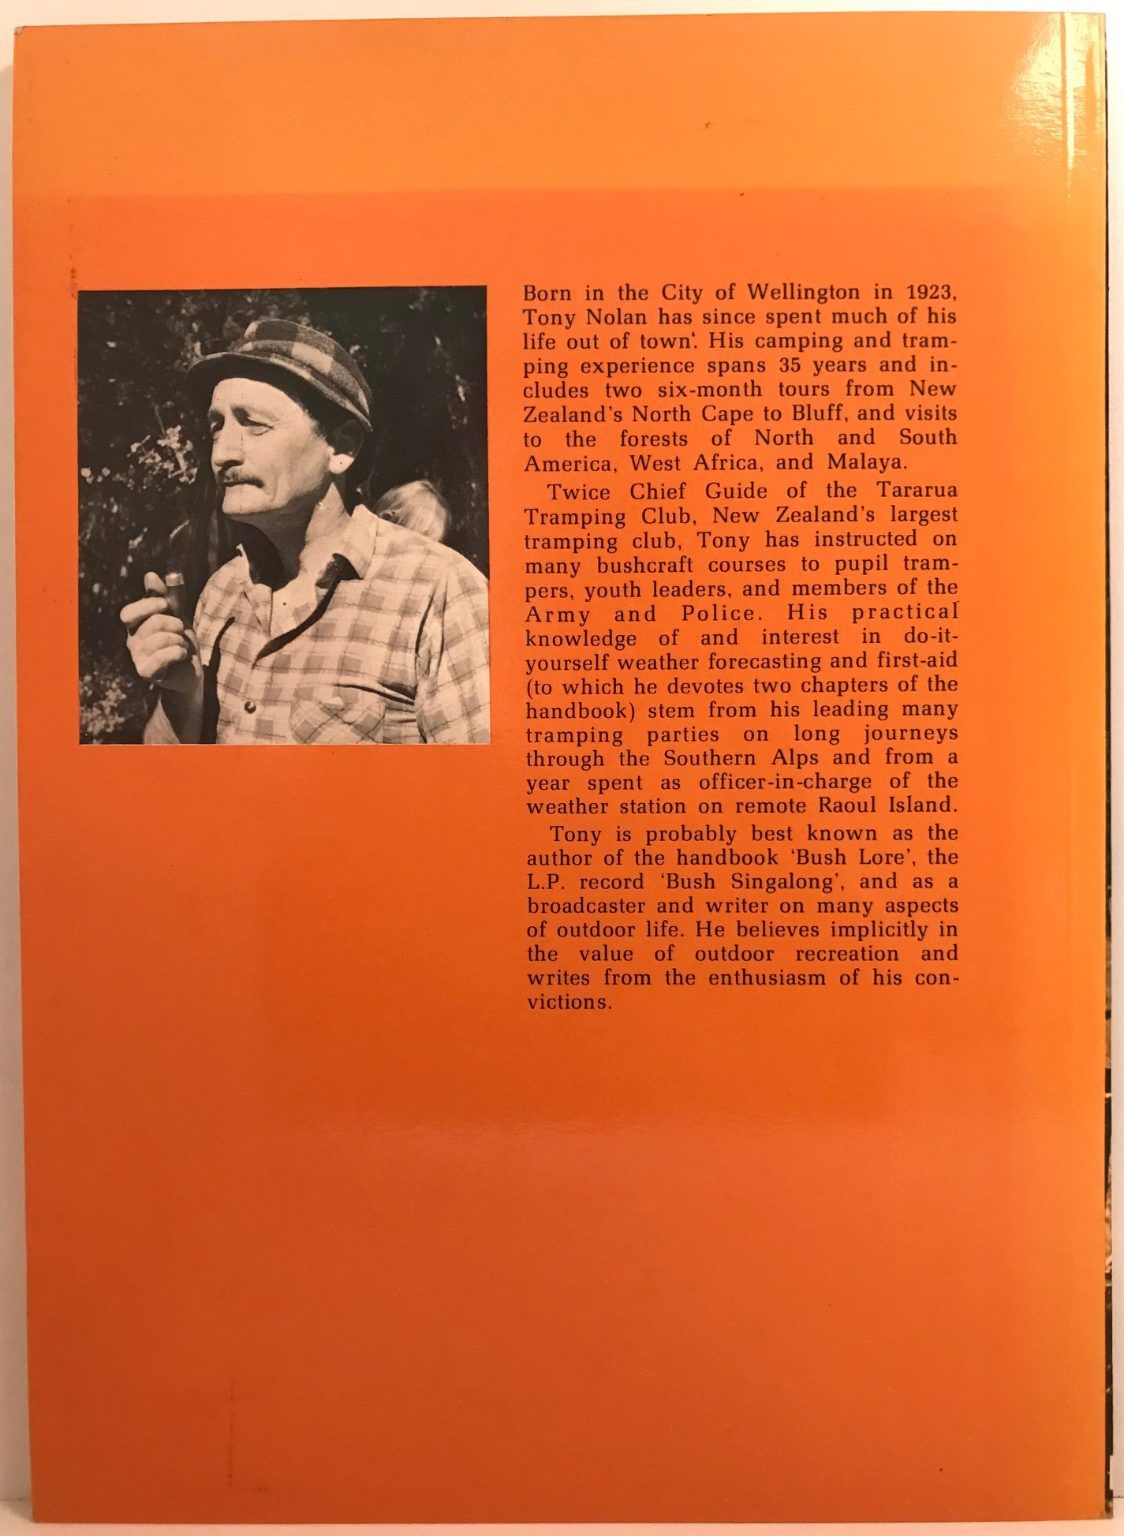 Born in the City of Wellington in 1923,
Tony Nolan has since spent much of his
life out of town'. His camping and tram-
ping experience spans 35 years and in-
cludes two six-month tours from New
Zealand's North Cape to Bluff, and visits
to the forests of North and South
America, West Africa, and Malaya.
Twice Chief Guide of the Tararua
Tramping Club, New Zealand's largest
tramping club, Tony has instructed on
many bushcraft courses to pupil tram-
pers, youth leaders, and members of the
Army and Police. His practical
knowledge of and interest in do-it-
yourself weather forecasting and first-aid
(to which he devotes two chapters of the
handbook) stem from his leading many
tramping parties on long journeys
through the Southern Alps and from a
year spent as officer-in-charge of the
weather station on remote Raoul Island.
Tony is probably best known as the
author of the handbook 'Bush Lore', the
L.P. record 'Bush Singalong', and as a
broadcaster and writer on many aspects
of outdoor life. He believes implicitly in
the value of outdoor recreation and
writes from the enthusiasm of his con-
victions.